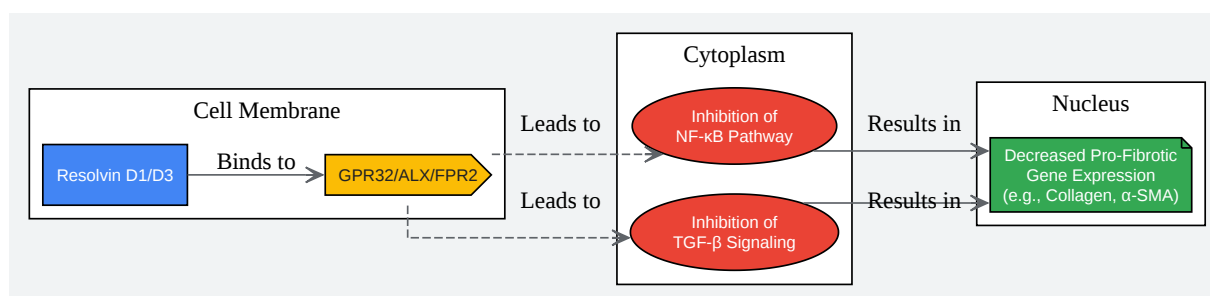 Cell Membrane
Resolvin D1/D3
Binds to
GPR32/ALX/FPR2
Leads to
Leads to
Cytoplasm
Inhibition of
NF-κB Pathway
Inhibition of
TGF-β Signaling
Results in
Results in
Nucleus
Decreased Pro-Fibrotic
Gene Expression
(e.g., Collagen, α-SMA)